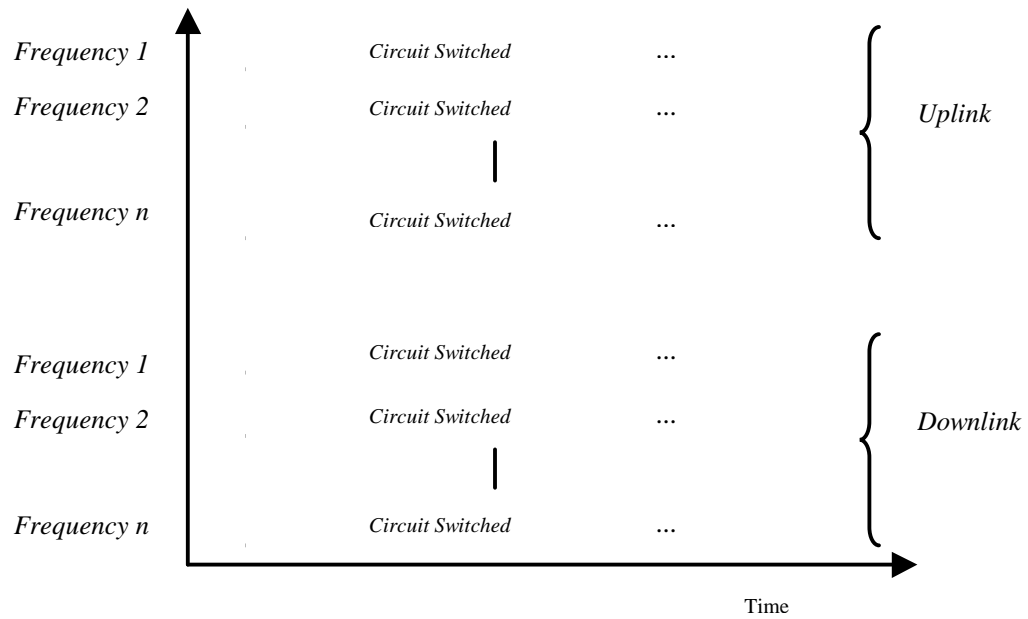 Frequency 1 Circuit Switched ...
Frequency 2 Circuit Switched ...
Uplink
Frequency n Circuit Switched ...
Frequency 1 Circuit Switched ...
Frequency 2 Circuit Switched ...
Downlink
Frequency n Circuit Switched ...
Time